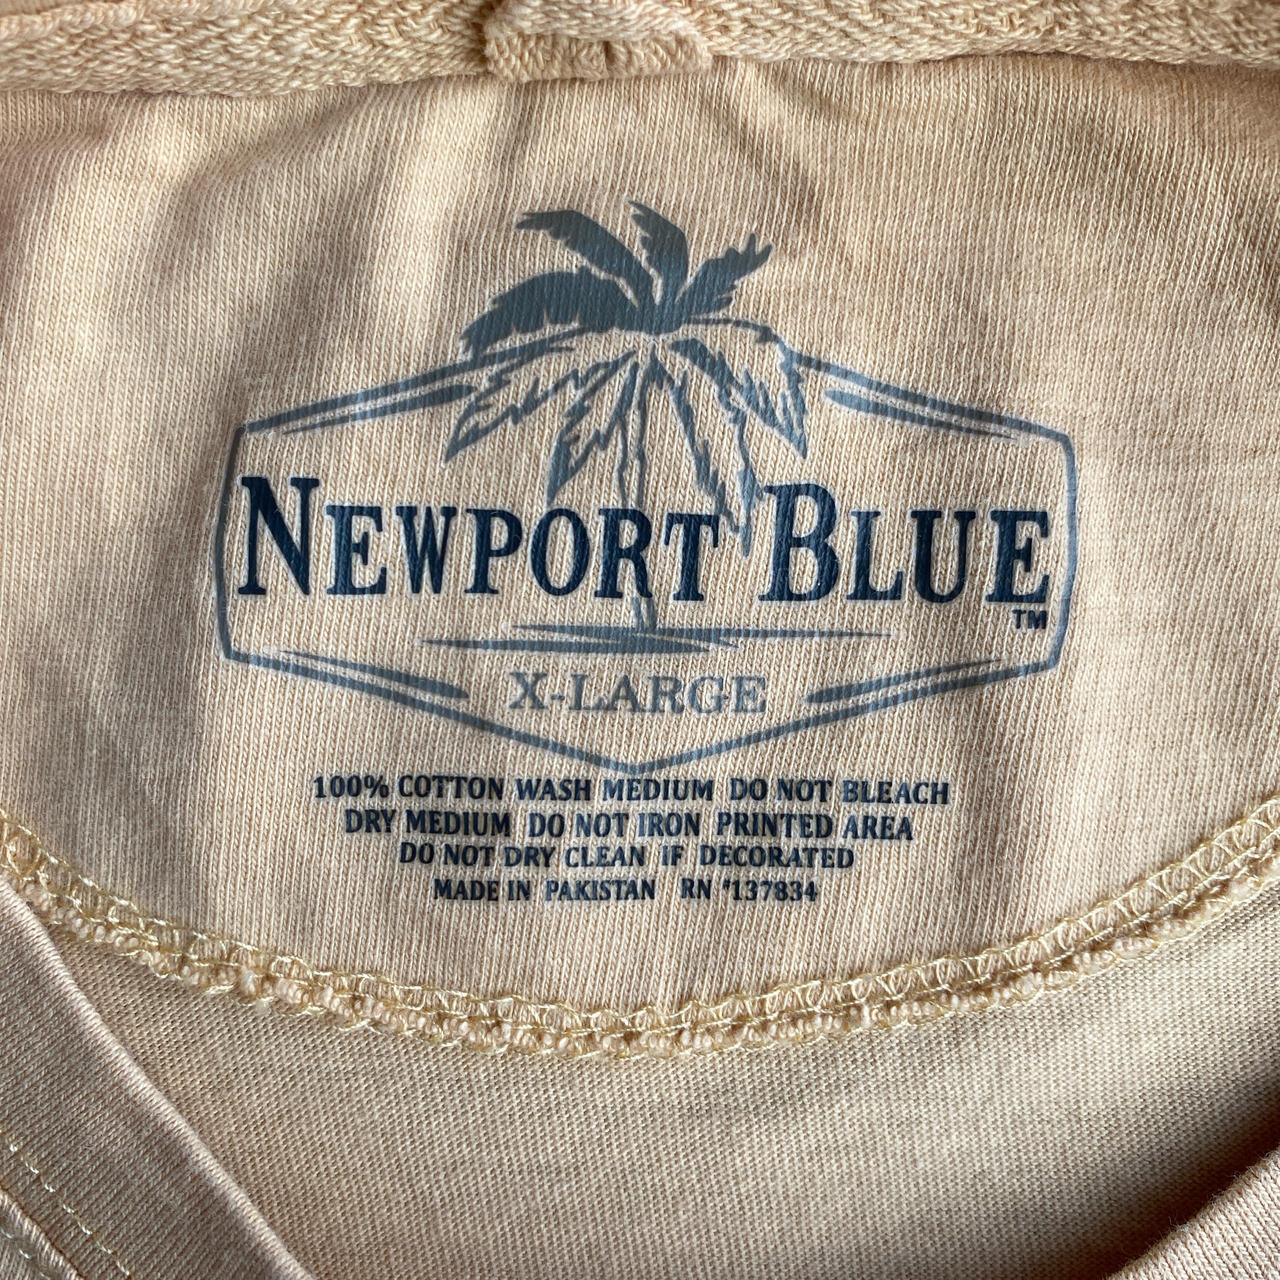 NEWPORT BLUE
TM
X-LARGE
100% COTTON WASH MEDIUM DO NOT BLEACH
DRY MEDIUM DO NOT IRON PRINTED AREA
DO NOT DRY CLEAN IF DECORATED
MADE IN PAKISTAN RN #137834